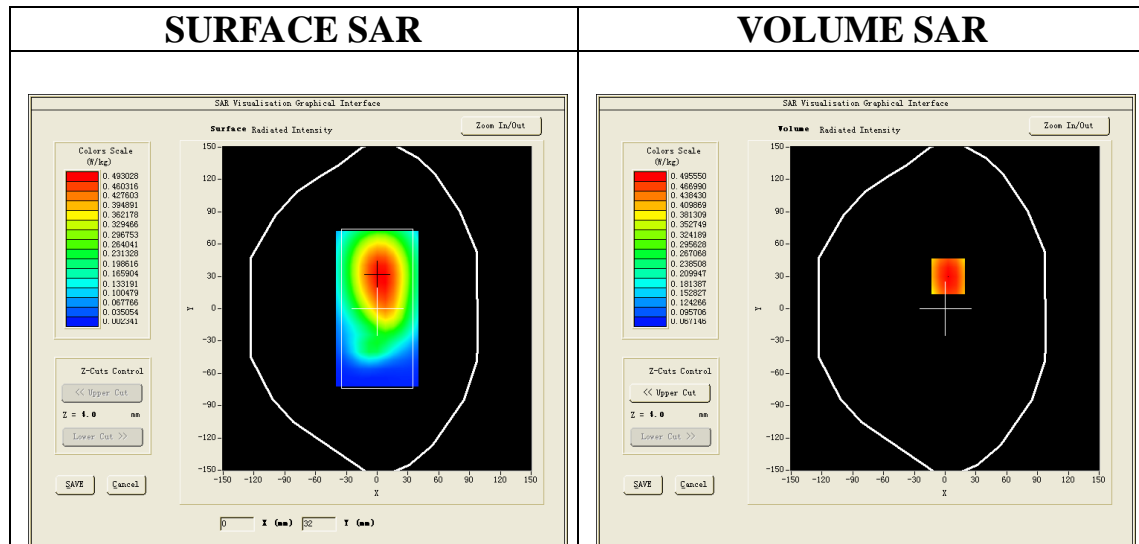 SURFACE SAR
VOLUME SAR
SAR Visualisation Graphical Interface
Surface Radiated Intensity
Zoom In/Out
Colors Scale
(W/kg)
0.493028
0.460316
0.427603
0.394891
0.362178
0.329466
0.296753
0.264041
0.231328
0.198616
0.165904
0.133191
0.100479
0.067766
0.035054
0.002341
150
120
90
60
30
0
-30
-60
-90
-120
-150
Y
-150 -120 -90 -60 -30 0 30 60 90 120 150
X
Z-Cuts Control
<< Upper Cut
Z = 4.0 mm
Lower Cut >>
SAVE Cancel
0 X (mm) 32 Y (mm)
SAR Visualisation Graphical Interface
Volume Radiated Intensity
Zoom In/Out
Colors Scale
(W/kg)
0.495550
0.466990
0.438430
0.409869
0.381309
0.352749
0.324189
0.295628
0.267068
0.238508
0.209947
0.181387
0.152827
0.124266
0.095706
0.067146
150
120
90
60
30
0
-30
-60
-90
-120
-150
Y
-150 -120 -90 -60 -30 0 30 60 90 120 150
X
Z-Cuts Control
<< Upper Cut
Z = 4.0 mm
Lower Cut >>
SAVE Cancel